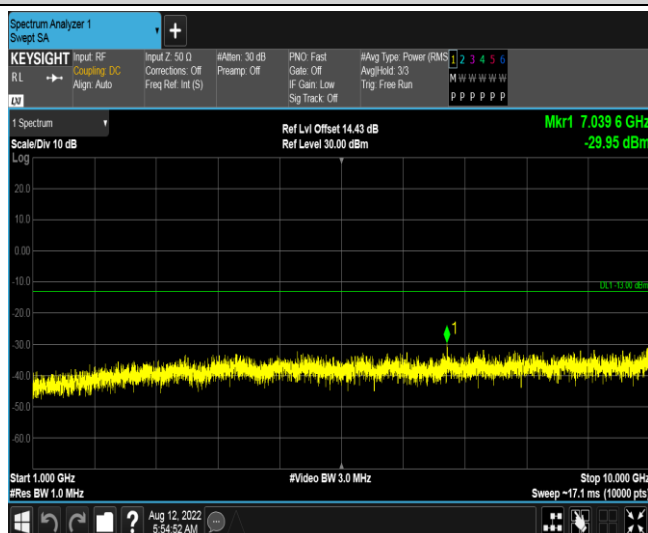 Spectrum Analyzer 1
Swept SA
+
KEYSIGHT
RL
Input: RF
Coupling: DC
Align: Auto
Input Z: 50 Ω
Corrections: Off
Freq Ref: Int (S)
#Atten: 30 dB
Preamp: Off
PNO: Fast
Gate: Off
IF Gain: Low
Sig Track: Off
#Avg Type: Power (RMS
Avg|Hold: 3/3
Trig: Free Run
1 2 3 4 5 6
M W W W W W
P P P P P P
LXI
1 Spectrum
Scale/Div 10 dB
Log
Ref Lvl Offset 14.43 dB
Ref Level 30.00 dBm
Mkr1 7.039 6 GHz
-29.95 dBm
20.0
10.0
0.00
-10.0
DL1 -13.00 dBm
1
-20.0
-30.0
-40.0
-50.0
-60.0
Start 1.000 GHz
#Res BW 1.0 MHz
#Video BW 3.0 MHz
Stop 10.000 GHz
Sweep ~17.1 ms (10000 pts)
?
Aug 12, 2022
5:54:52 AM